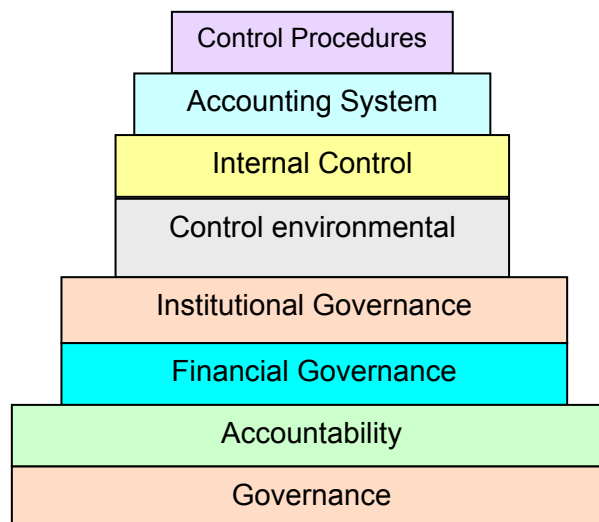 Control Procedures
Accounting System
Internal Control
Control environmental
Institutional Governance
Financial Governance
Accountability
Governance